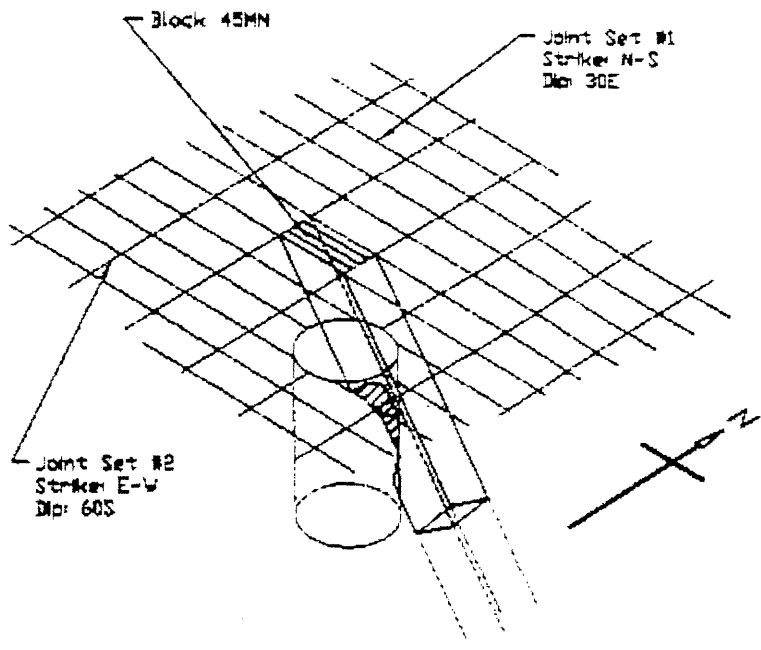 Block 45MN
Joint Set #1
Strike: N-S
Dip: 30E
Joint Set #2
Strike: E-W
Dip: 60S
N